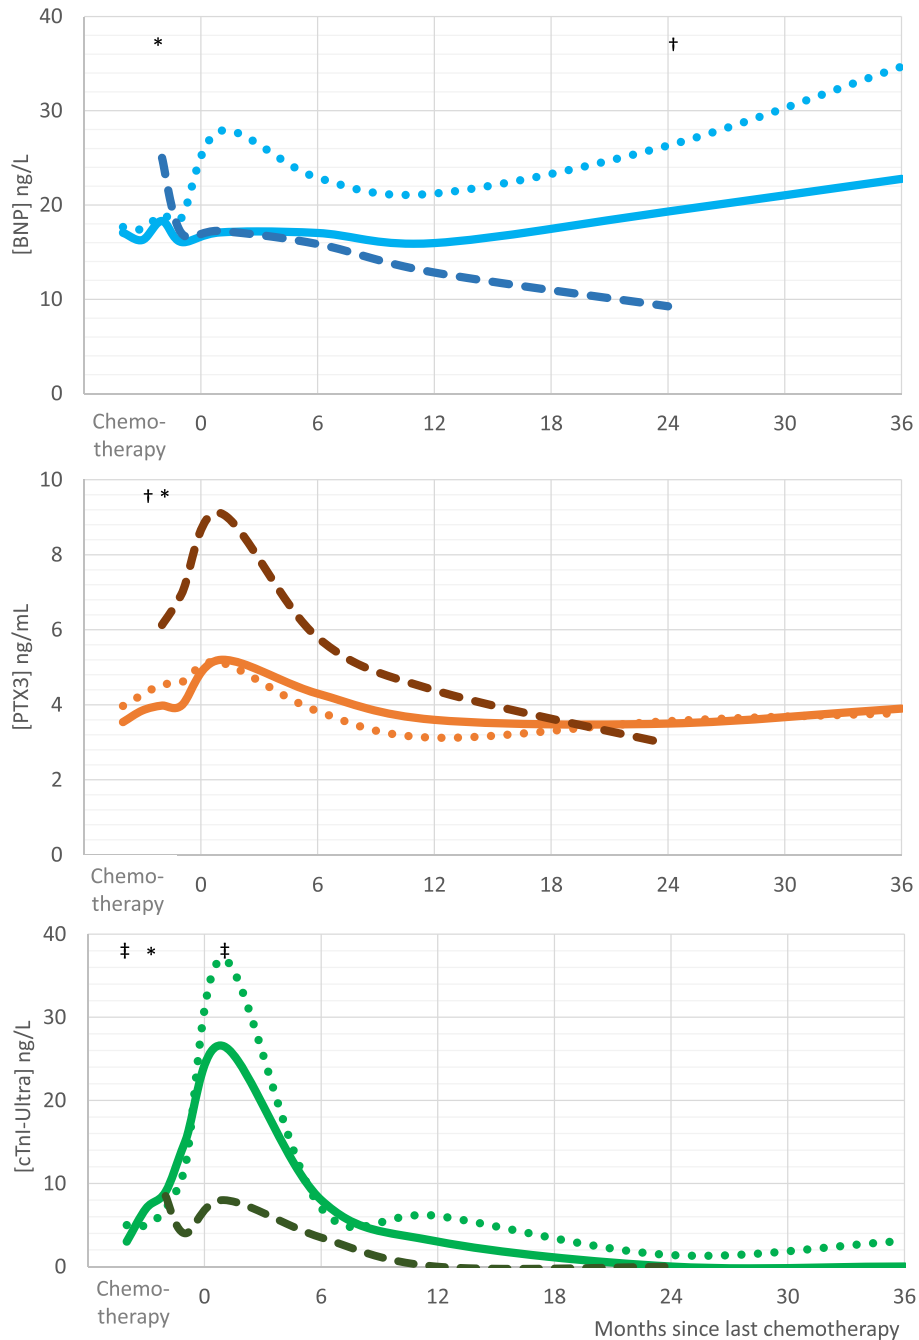 40
* †
30
20
10
0
[BNP] ng/L
Chemo-
therapy
0 6 12 18 24 30 36
10
† *
8
6
4
2
0
[PTX3] ng/mL
Chemo-
therapy
0 6 12 18 24 30 36
40
‡ * ‡
30
20
10
0
[cTnI-Ultra] ng/L
Chemo-
therapy
0 6 12 18 24 30 36
Months since last chemotherapy